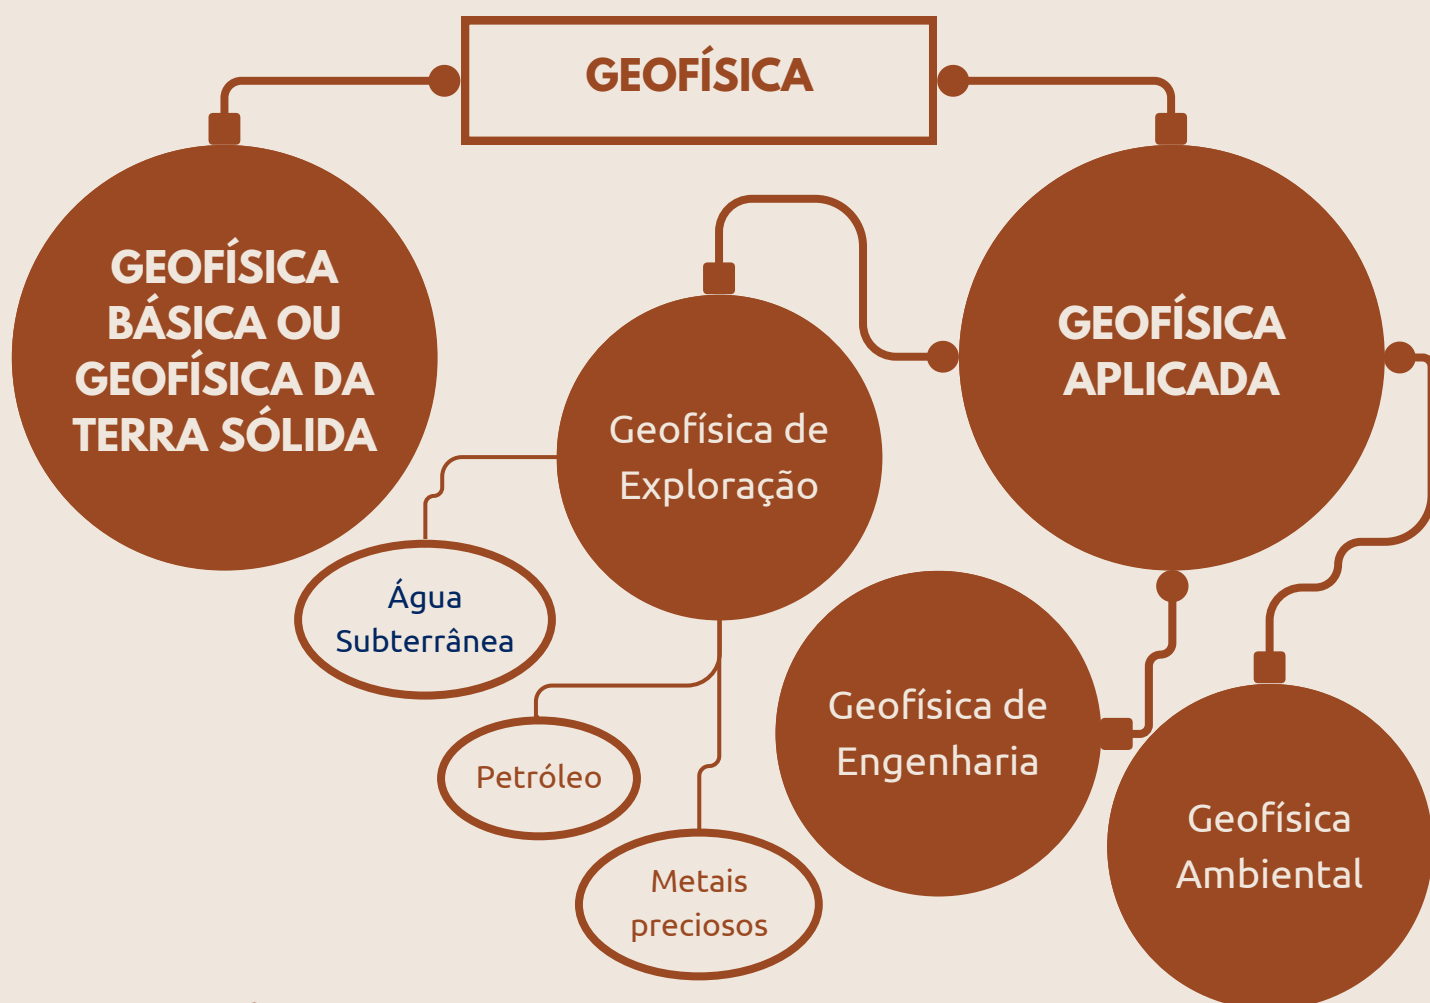 GEOFÍSICA
GEOFÍSICA
BÁSICA OU
GEOFÍSICA DA
TERRA SÓLIDA
GEOFÍSICA
APLICADA
Geofísica de
Exploração
Água
Subterrânea
Petróleo
Metais
preciosos
Geofísica de
Engenharia
Geofísica
Ambiental